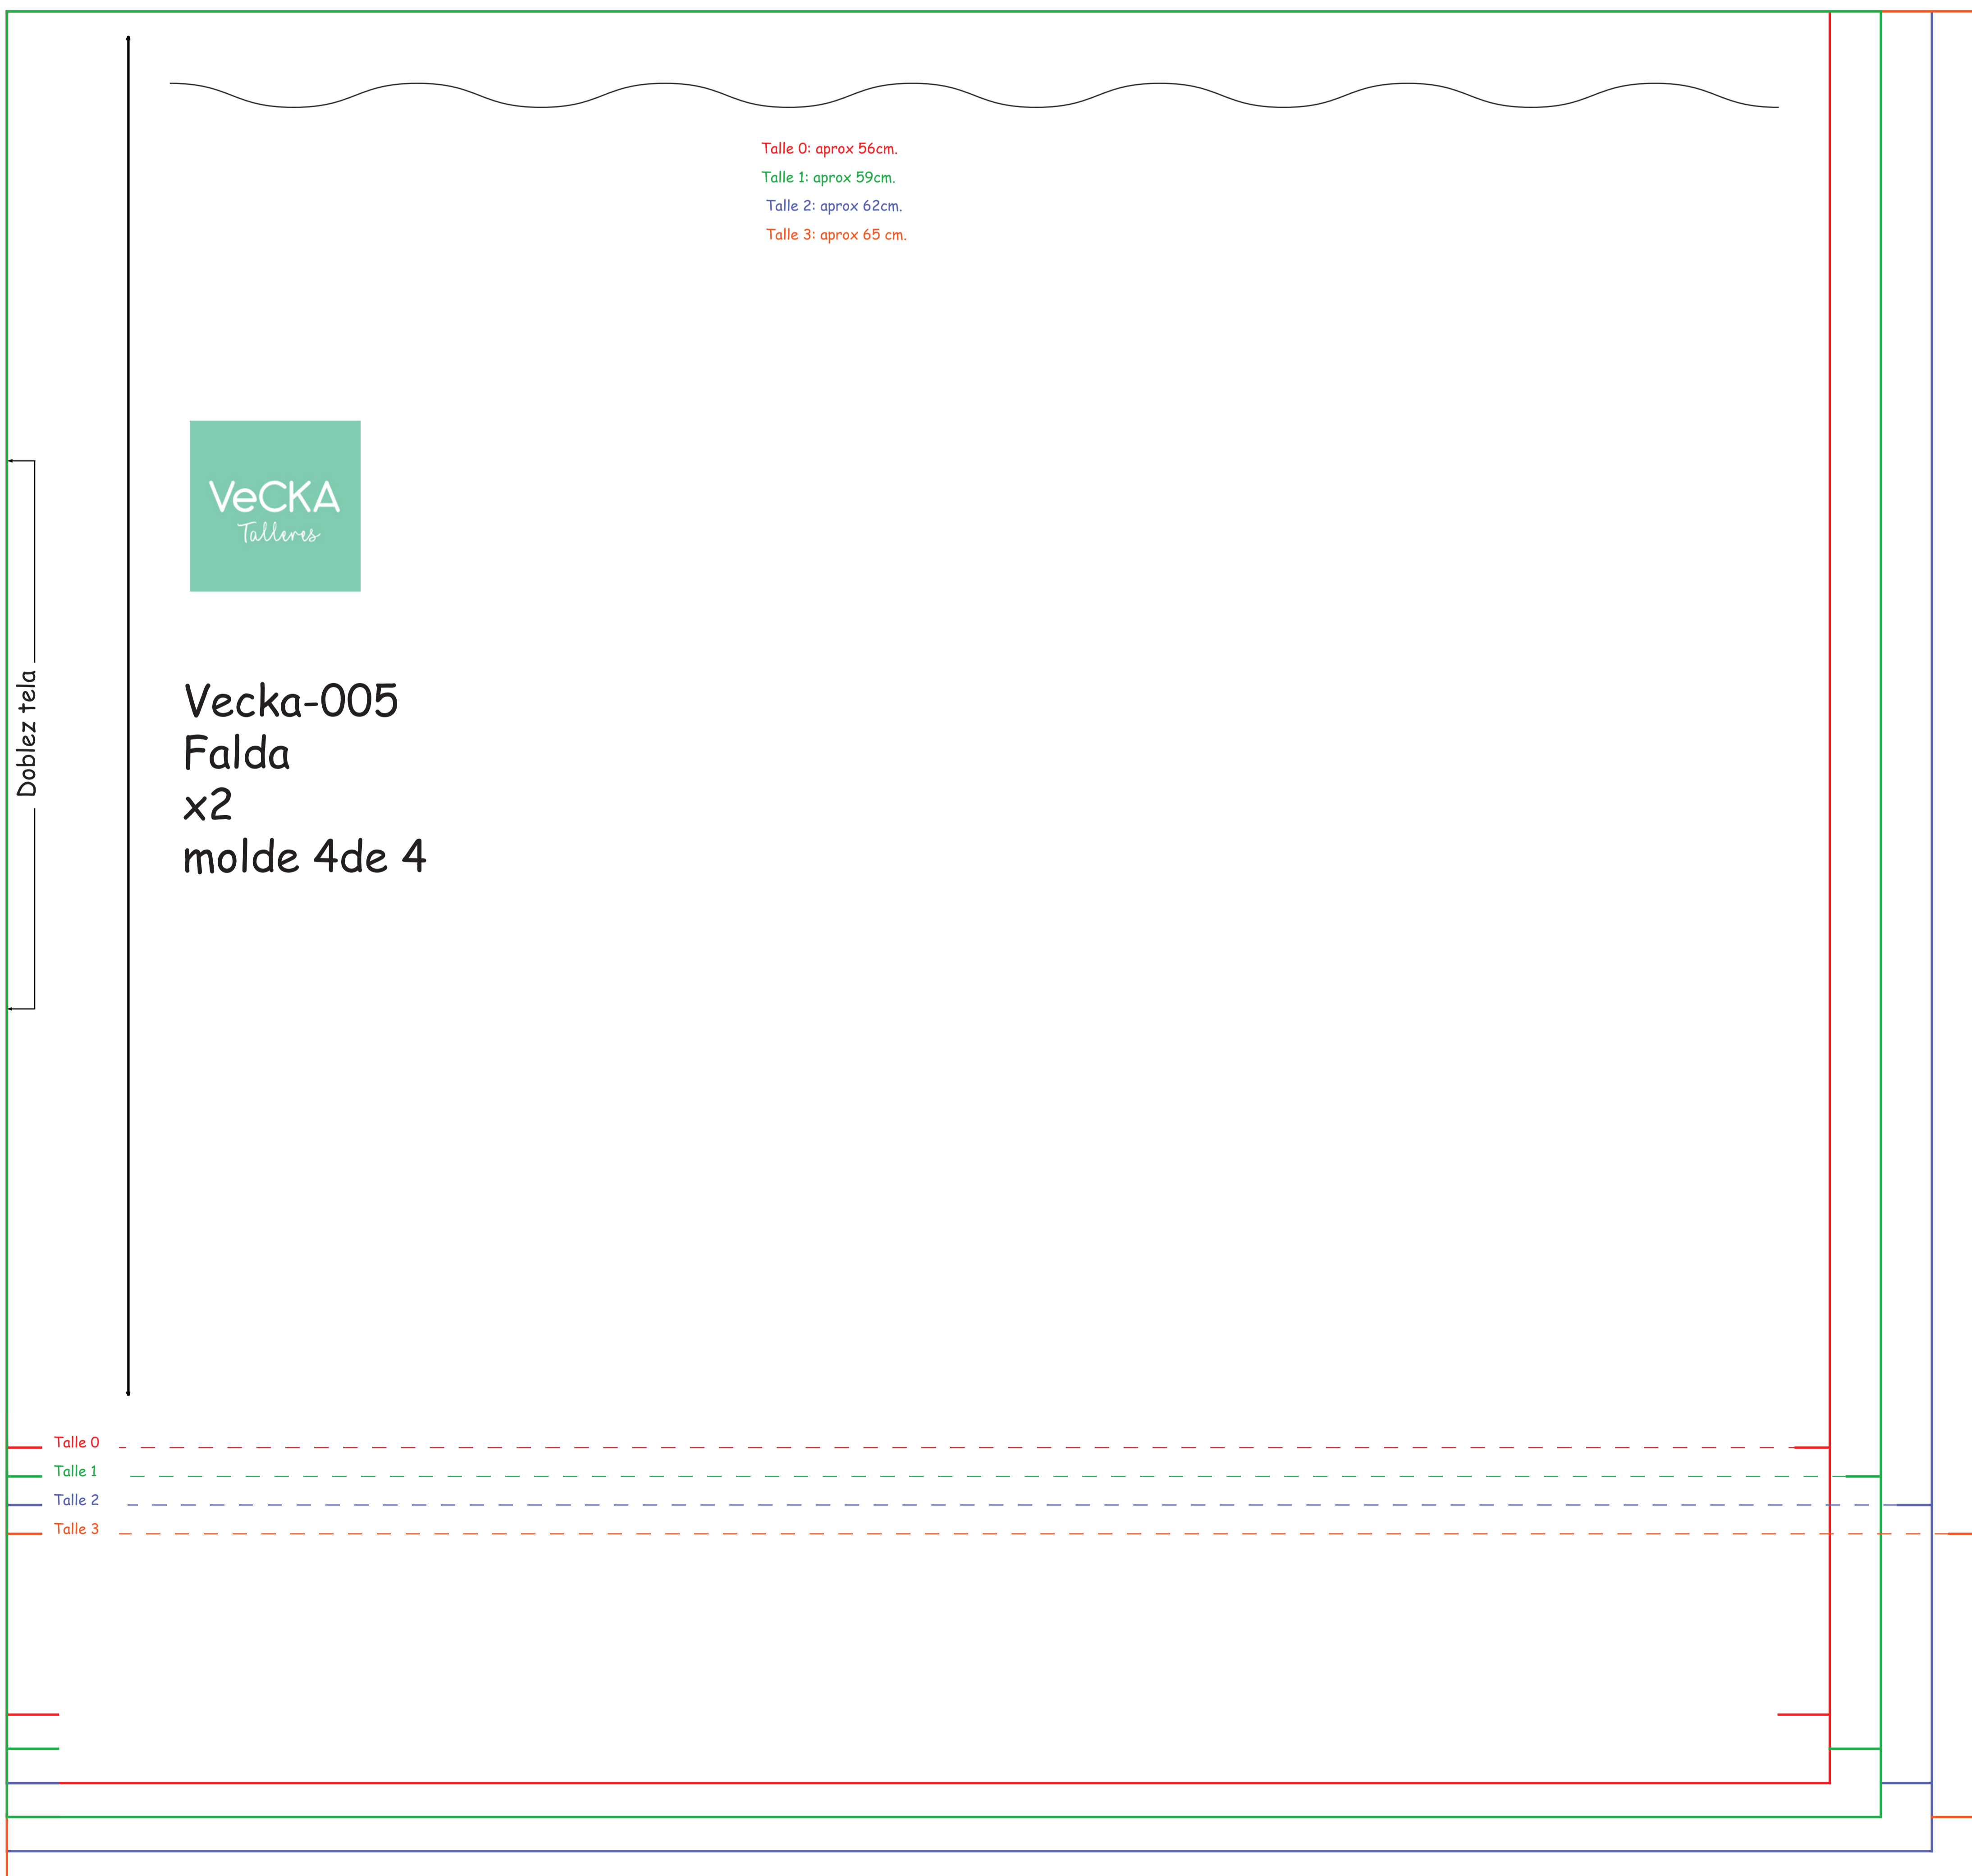 Talle 0: aprox 56cm.
Talle 1: aprox 59cm.
Talle 2: aprox 62cm.
Talle 3: aprox 65 cm.
VeCKA
Talleres
Doblez tela
Vecka-005
Falda
x2
molde 4de 4
Talle 0
Talle 1
Talle 2
Talle 3